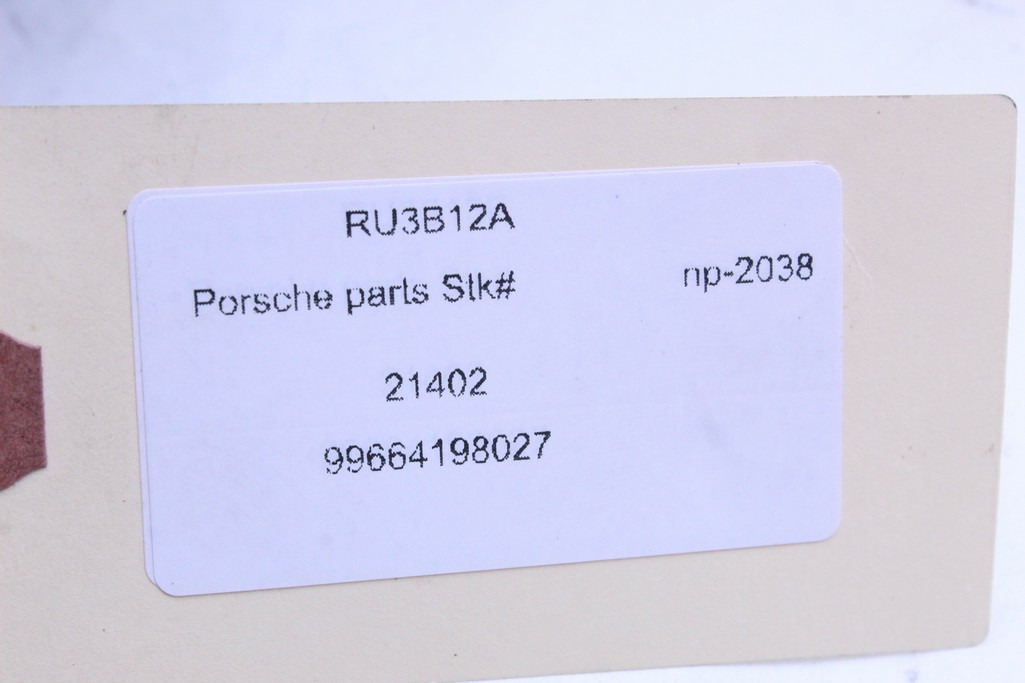 RU3B12A
Porsche parts Stk# np-2038
21402
99664198027